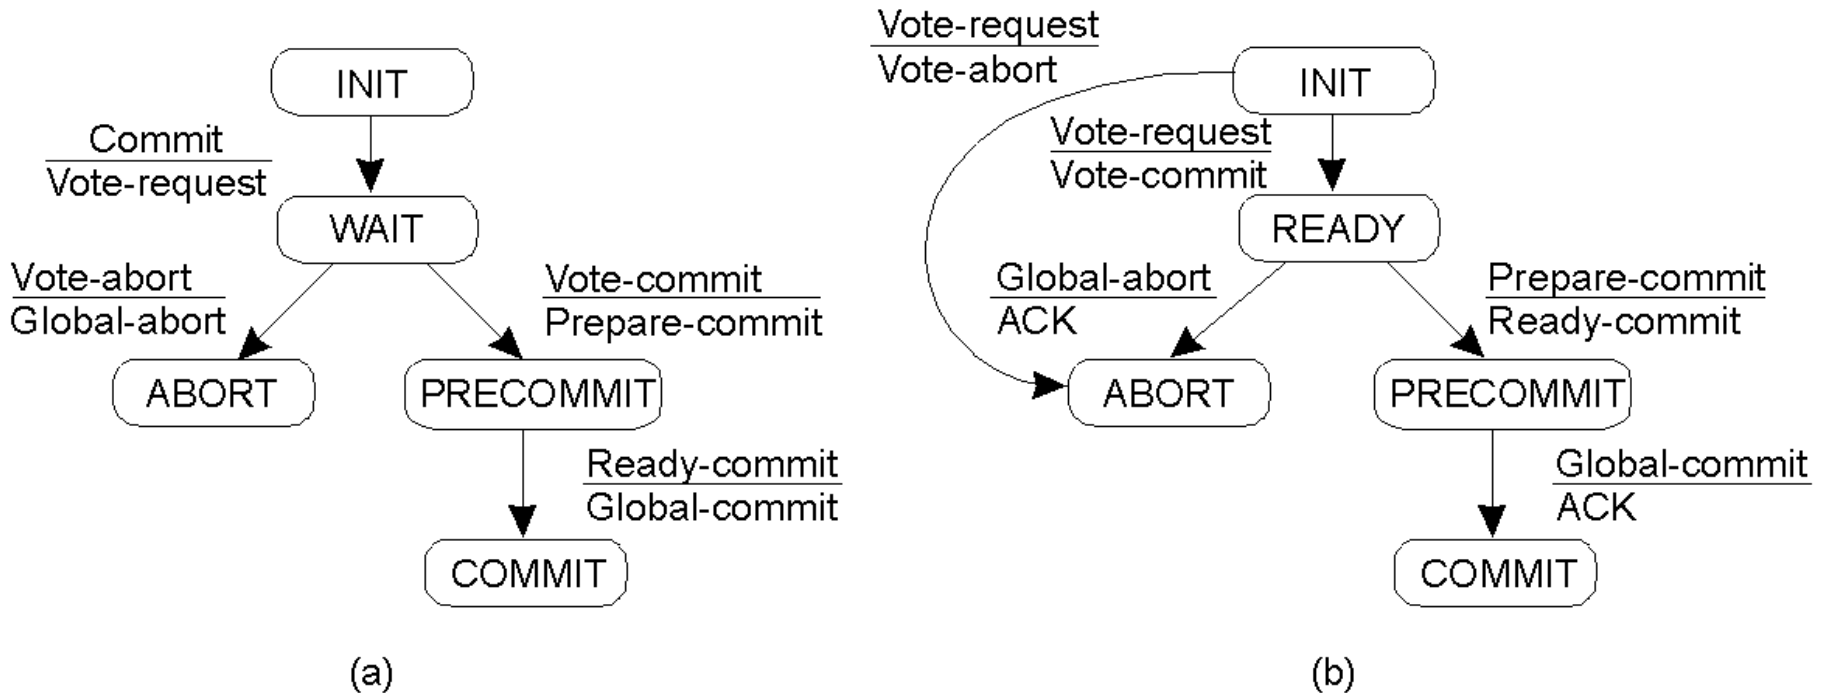 INIT
Commit
Vote-request
WAIT
Vote-abort
Global-abort
Vote-commit
Prepare-commit
ABORT
PRECOMMIT
Ready-commit
Global-commit
COMMIT
(a)
Vote-request
Vote-abort
INIT
Vote-request
Vote-commit
READY
Global-abort
ACK
Prepare-commit
Ready-commit
ABORT
PRECOMMIT
Global-commit
ACK
COMMIT
(b)